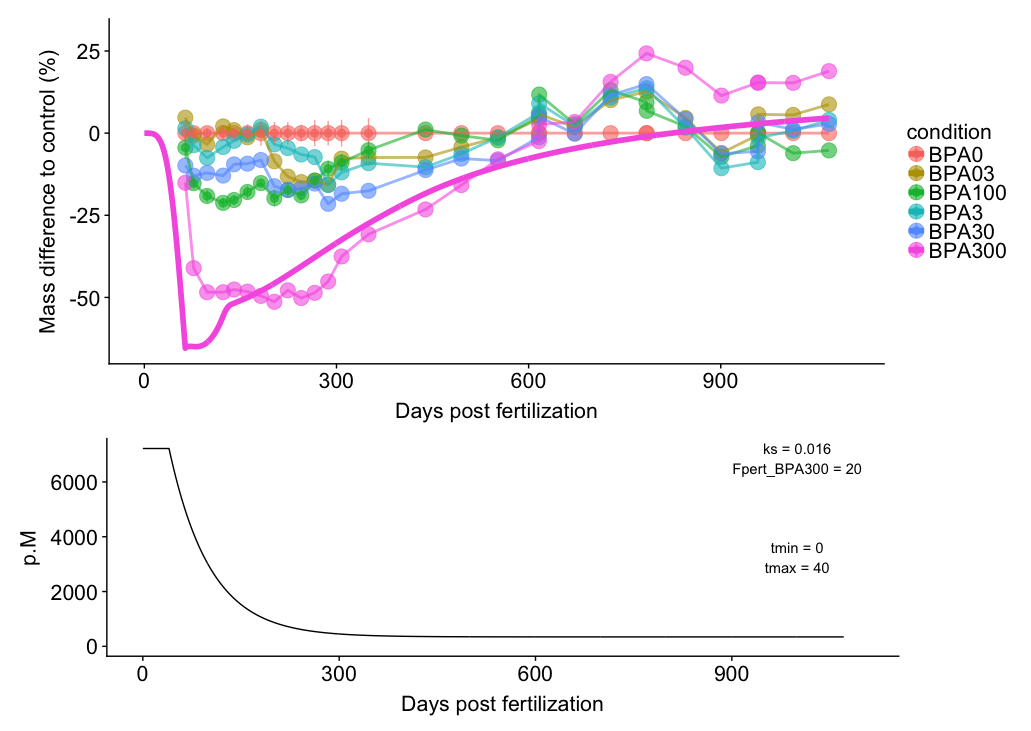 Mass difference to control (%)
25
0
-25
-50
0 300 600 900
Days post fertilization
condition
BPA0
BPA03
BPA100
BPA3
BPA30
BPA300
p.M
6000
4000
2000
0
ks = 0.016
Fpert_BPA300 = 20
tmin = 0
tmax = 40
0 300 600 900
Days post fertilization